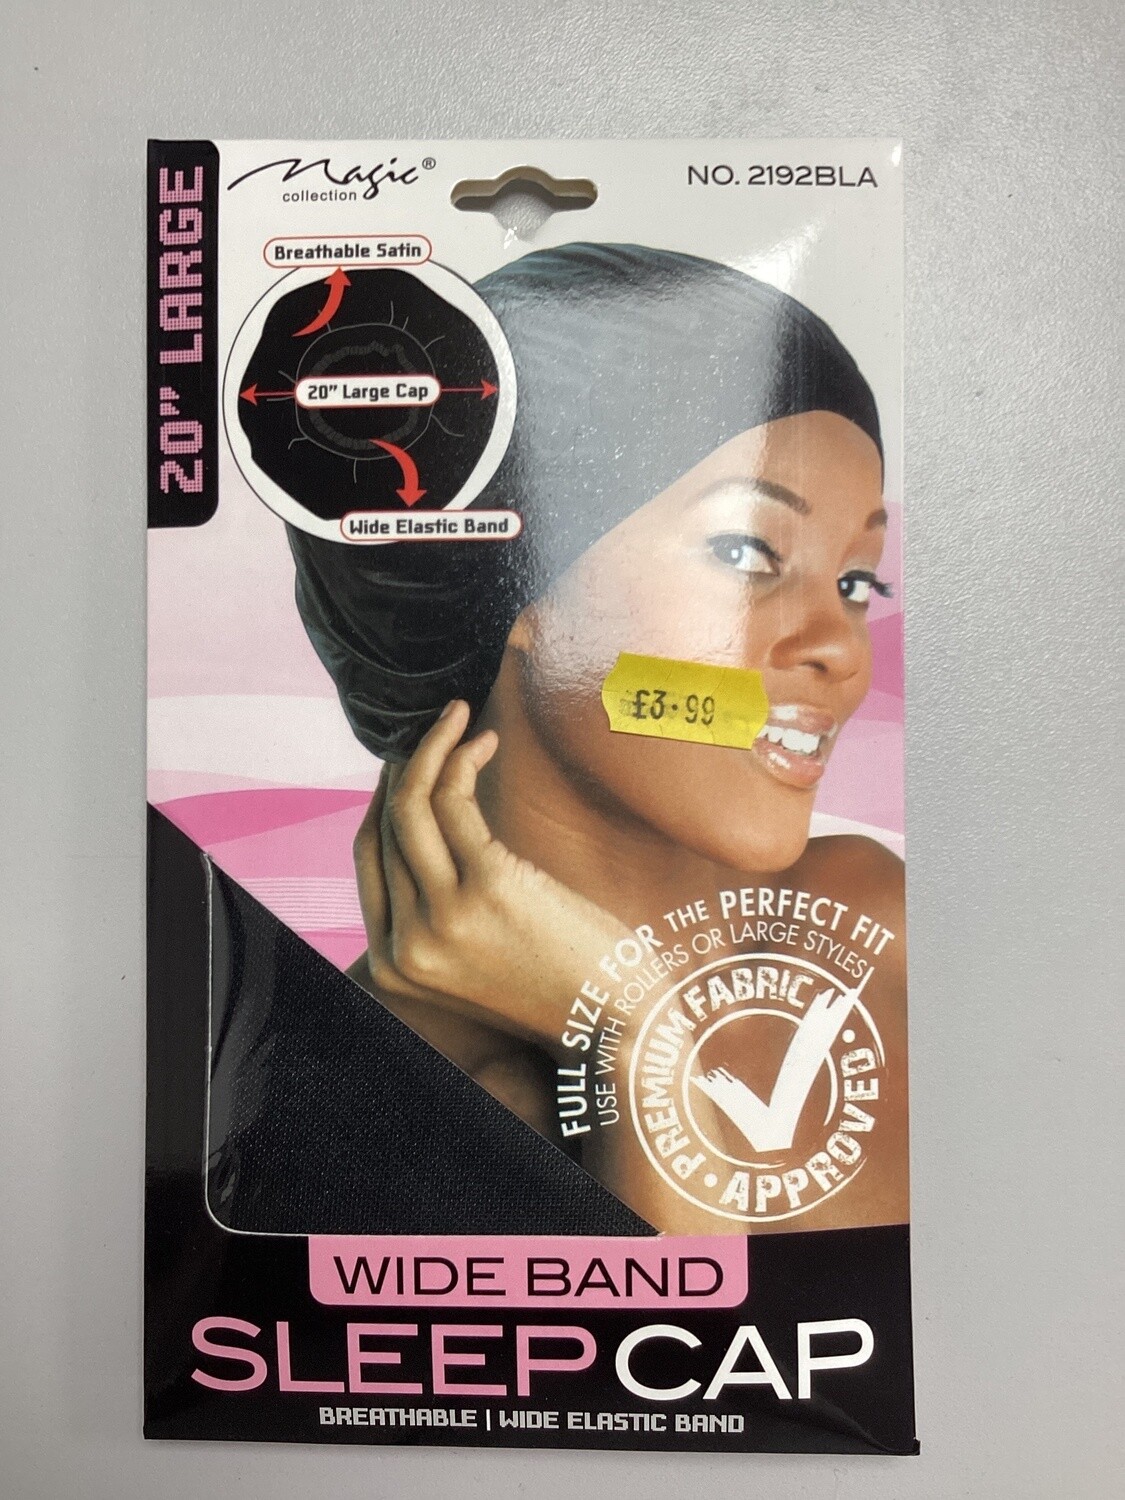 Magic®
collection
NO. 2192BLA
20" LARGE
Breathable Satin
20" Large Cap
Wide Elastic Band
£3.99
FULL SIZE FOR THE PERFECT FIT
USE WITH ROLLERS OR LARGE STYLES
PREMIUM FABRIC
• APPROVED •
WIDE BAND
SLEEP CAP
BREATHABLE | WIDE ELASTIC BAND